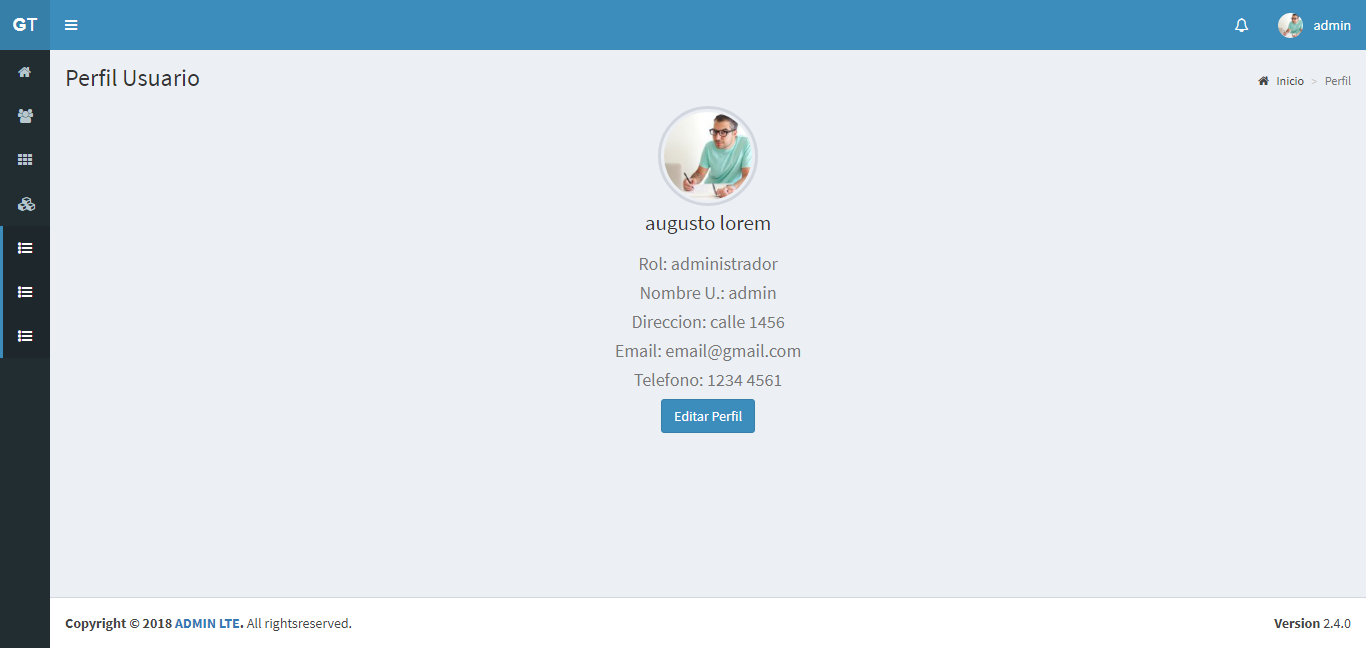 GT
admin
Perfil Usuario
Inicio > Perfil
augusto lorem
Rol: administrador
Nombre U.: admin
Direccion: calle 1456
Email: email@gmail.com
Telefono: 1234 4561
Editar Perfil
Copyright © 2018 ADMIN LTE. All rightsreserved.
Version 2.4.0